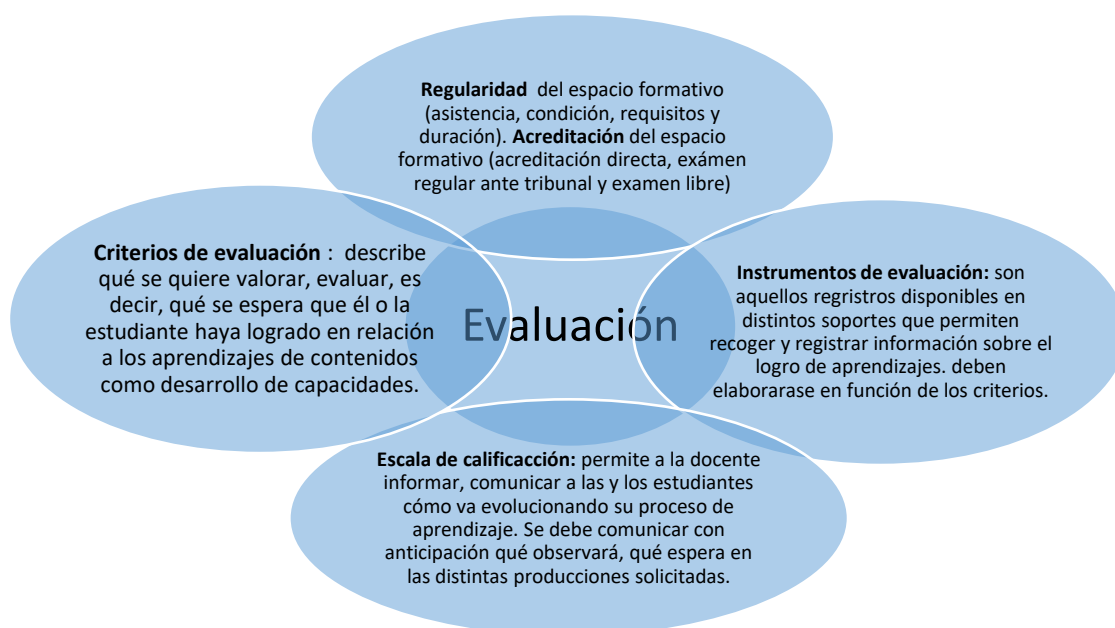 Regularidad del espacio formativo
(asistencia, condición, requisitos y
duración). Acreditación del espacio
formativo (acreditación directa, exámen
regular ante tribunal y examen libre)
Criterios de evaluación : describe
qué se quiere valorar, evaluar, es
decir, qué se espera que él o la
estudiante haya logrado en relación
a los aprendizajes de contenidos
como desarrollo de capacidades.
Evaluación
Instrumentos de evaluación: son
aquellos regristros disponibles en
distintos soportes que permiten
recoger y registrar información sobre el
logro de aprendizajes. deben
elaborarase en función de los criterios.
Escala de calificacción: permite a la docente
informar, comunicar a las y los estudiantes
cómo va evolucionando su proceso de
aprendizaje. Se debe comunicar con
anticipación qué observará, qué espera en
las distintas producciones solicitadas.